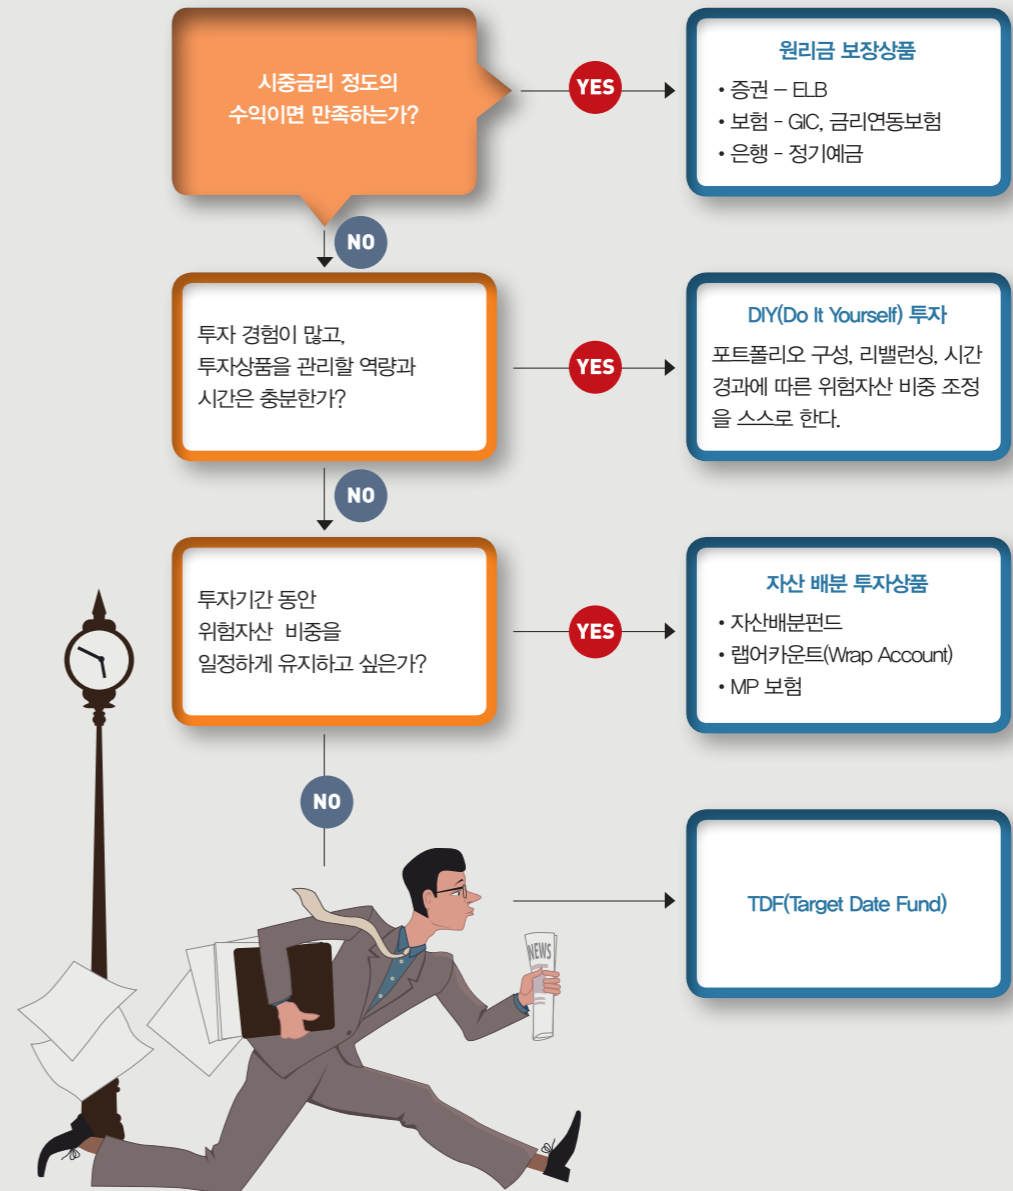 시중금리 정도의
수익이면 만족하는가?
YES
원리금 보장상품
• 증권 – ELB
• 보험 - GIC, 금리연동보험
• 은행 - 정기예금
NO
투자 경험이 많고,
투자상품을 관리할 역량과
시간은 충분한가?
YES
DIY(Do It Yourself) 투자
포트폴리오 구성, 리밸런싱, 시간
경과에 따른 위험자산 비중 조정
을 스스로 한다.
NO
투자기간 동안
위험자산 비중을
일정하게 유지하고 싶은가?
YES
자산 배분 투자상품
• 자산배분펀드
• 랩어카운트(Wrap Account)
• MP 보험
NO
TDF(Target Date Fund)
NEWS